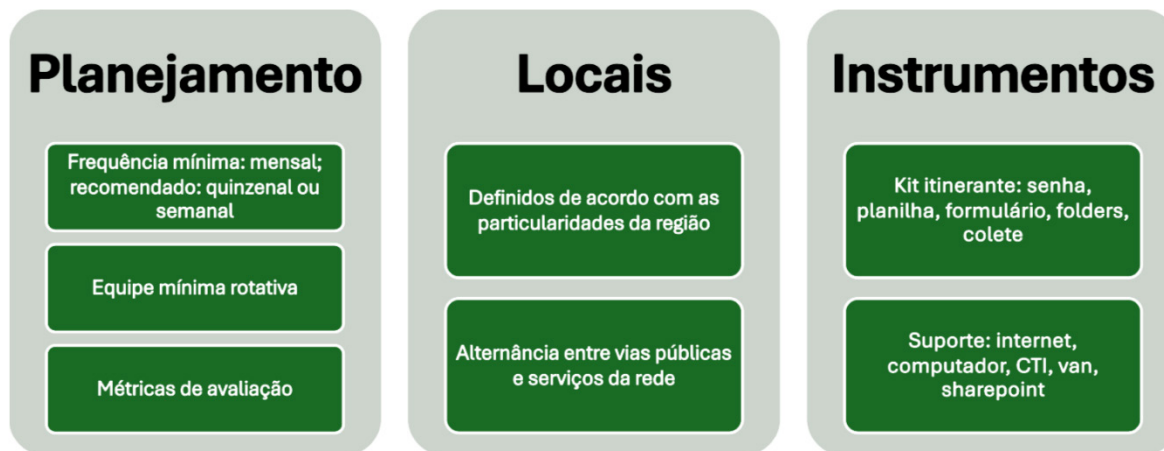 Planejamento
Frequência mínima: mensal;
recomendado: quinzenal ou
semanal
Equipe mínima rotativa
Métricas de avaliação
Locais
Definidos de acordo com as
particularidades da região
Alternância entre vias públicas
e serviços da rede
Instrumentos
Kit itinerante: senha,
planilha, formulário, folders,
colete
Suporte: internet,
computador, CTI, van,
sharepoint